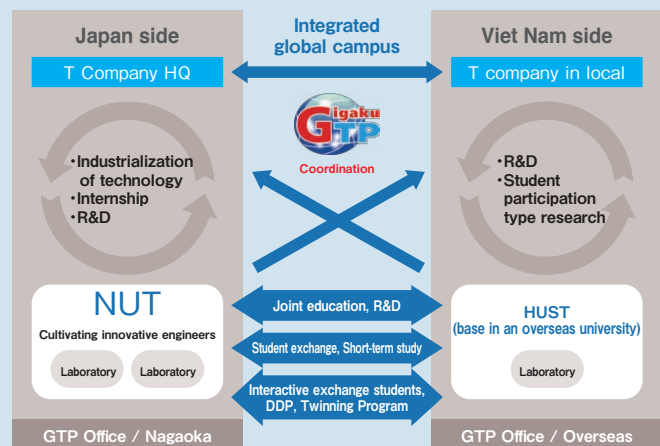 Japan side
T Company HQ
・Industrialization
of technology
・Internship
・R&D
NUT
Cultivating innovative engineers
Laboratory
Laboratory
GTP Office / Nagaoka
Integrated
global campus
Gigaku
GTP
Coordination
Joint education, R&D
Student exchange, Short-term study
Interactive exchange students,
DDP, Twinning Program
Viet Nam side
T company in local
・R&D
・Student
participation
type research
HUST
(base in an overseas university)
Laboratory
GTP Office / Overseas